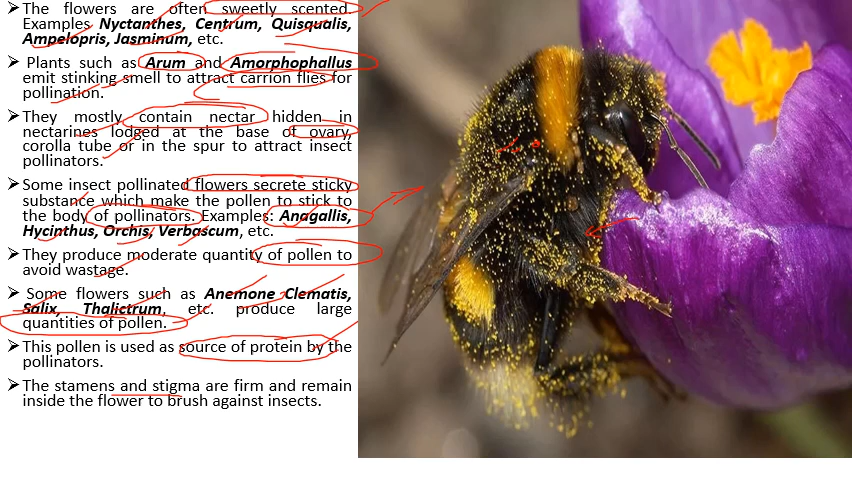 ➢ The flowers are often sweetly scented.
Examples Nyctanthes, Centrum, Quisqualis,
Ampelopris, Jasminum, etc.
➢ Plants such as Arum and Amorphophallus
emit stinking smell to attract carrion flies for
pollination.
➢ They mostly contain nectar hidden in
nectarines lodged at the base of ovary,
corolla tube or in the spur to attract insect
pollinators.
➢ Some insect pollinated flowers secrete sticky
substance which make the pollen to stick to
the body of pollinators. Examples: Anagallis,
Hycinthus, Orchis, Verbascum, etc.
➢ They produce moderate quantity of pollen to
avoid wastage.
➢ Some flowers such as Anemone Clematis,
Salix, Thalictrum, etc. produce large
quantities of pollen.
➢ This pollen is used as source of protein by the
pollinators.
➢ The stamens and stigma are firm and remain
inside the flower to brush against insects.